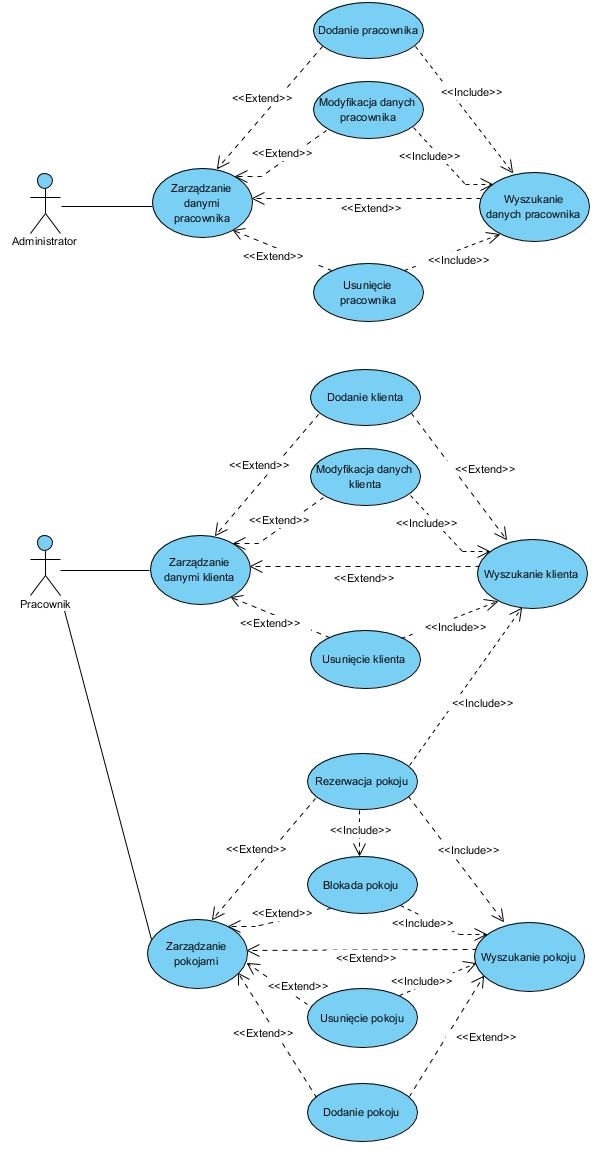 Dodanie pracownika
<<Extend>>
<<Include>>
Modyfikacja danych
pracownika
<<Extend>>
<<Include>>
Zarządzanie
danymi
pracownika
Wyszukanie
danych pracownika
<<Extend>>
Administrator
<<Extend>>
<<Include>>
Usunięcie
pracownika
Dodanie klienta
<<Extend>>
<<Extend>>
Modyfikacja danych
klienta
<<Extend>>
<<Include>>
Zarządzanie
danymi klienta
Wyszukanie klienta
<<Extend>>
Pracownik
<<Extend>>
<<Include>>
Usunięcie klienta
<<Include>>
Rezerwacja pokoju
<<Include>>
<<Extend>>
<<Include>>
Blokada pokoju
<<Extend>>
<<Include>>
Zarządzanie
pokojami
Wyszukanie pokoju
<<Extend>>
<<Extend>>
<<Include>>
Usunięcie pokoju
<<Extend>>
<<Extend>>
Dodanie pokoju